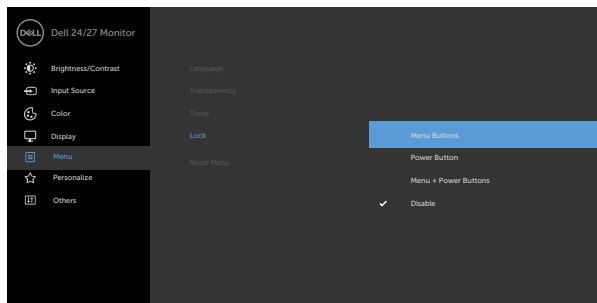 DELL Dell 24/27 Monitor
Brightness/Contrast
Input Source
Color
Display
Menu
Personalize
Others
Language
Transparency
Timer
Lock
Reset Menu
Menu Buttons
Power Button
Menu + Power Buttons
Disable